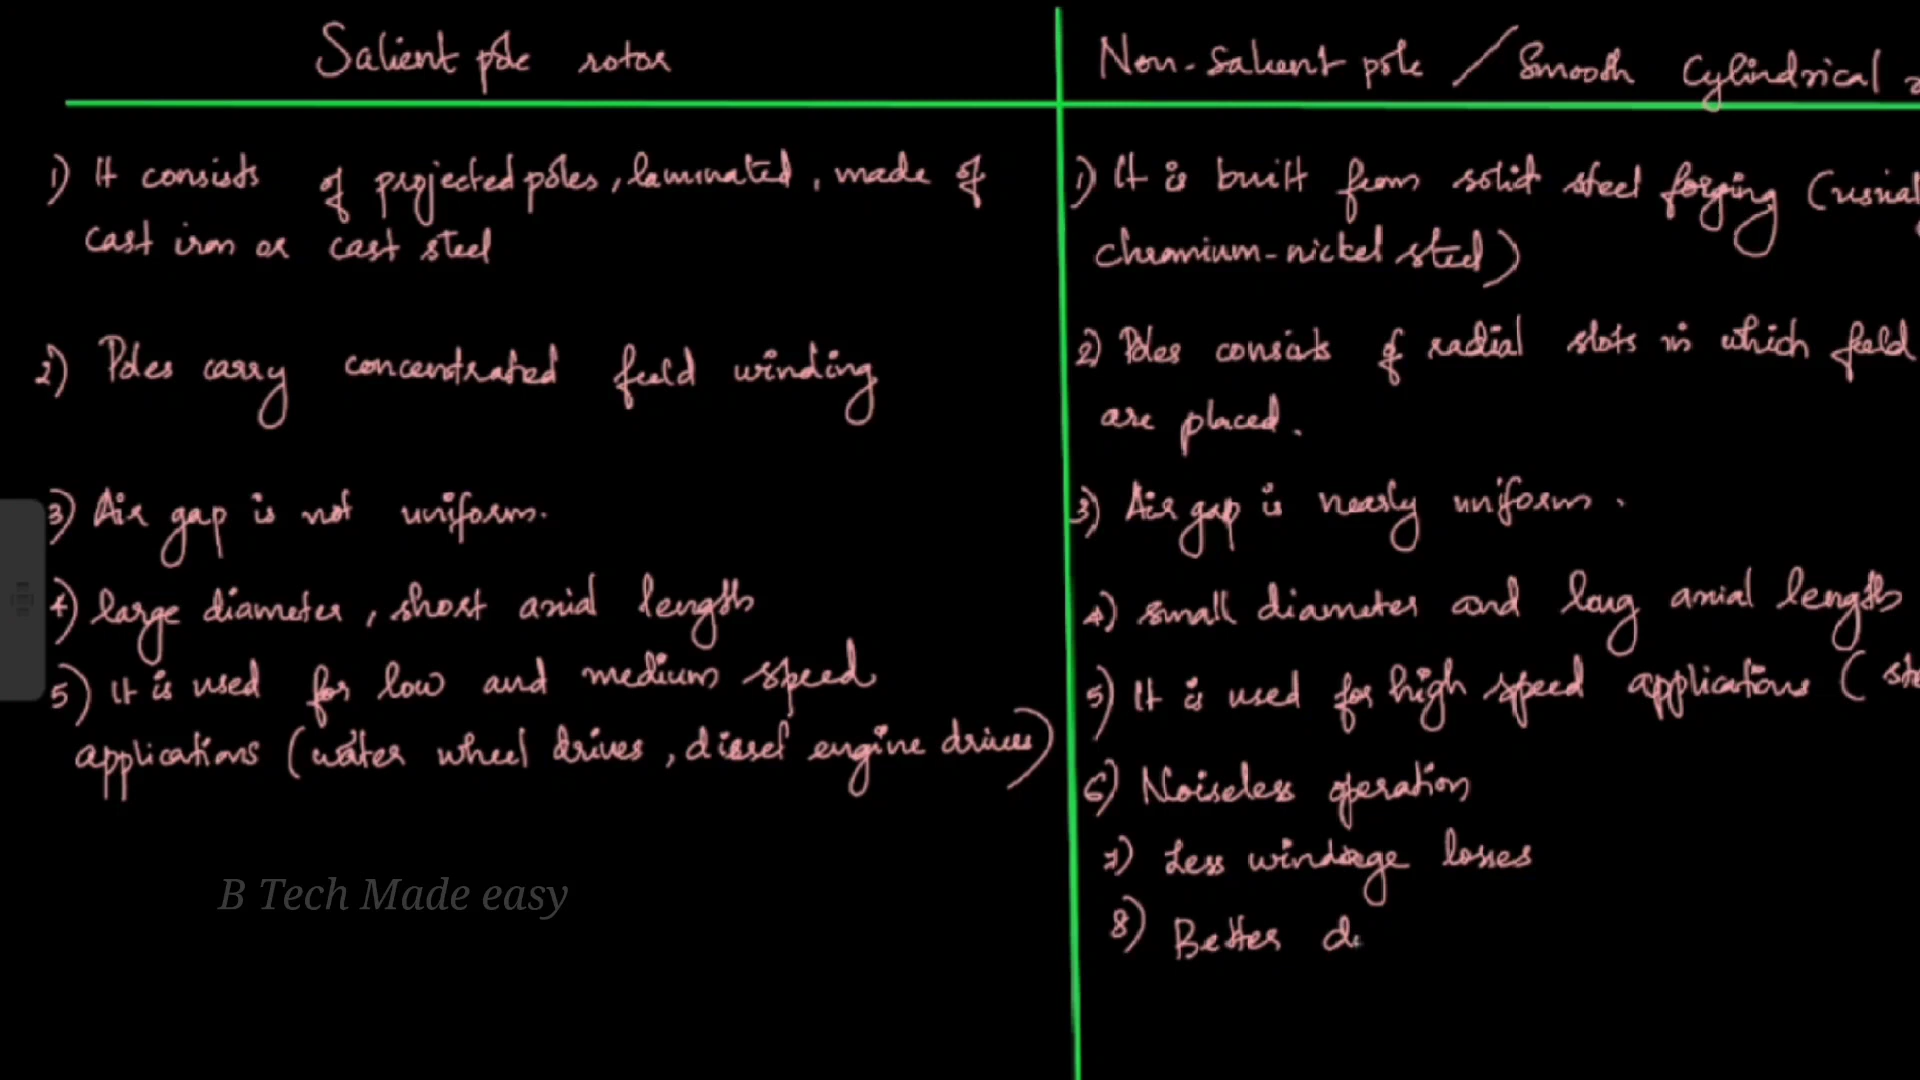 Salient pole rotor
1) It consists of projected poles, laminated, made of
cast iron or cast steel
2) Poles carry concentrated field winding
3) Air gap is not uniform.
4) large diameter, short axial length
5) It is used for low and medium speed
applications (water wheel drives, diesel engine drives)
B Tech Made easy
Non-Salient pole / Smooth Cylindrical
1) It is built from solid steel forging (usual
chromium-nickel steel)
2) Poles consists of radial slots in which field
are placed.
3) Air gap is nearly uniform.
4) small diameter and long axial length
5) It is used for high speed applications (
6) Noiseless operation
7) Less windage losses
8) Better